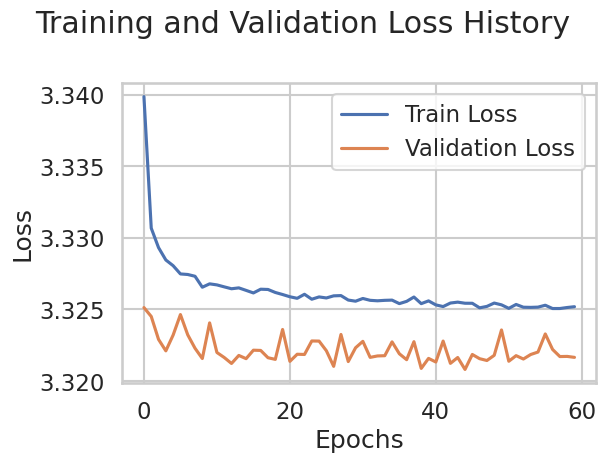 Training and Validation Loss History
3.340
3.335
3.330
3.325
3.320
Loss
Train Loss
Validation Loss
0
20
40
60
Epochs